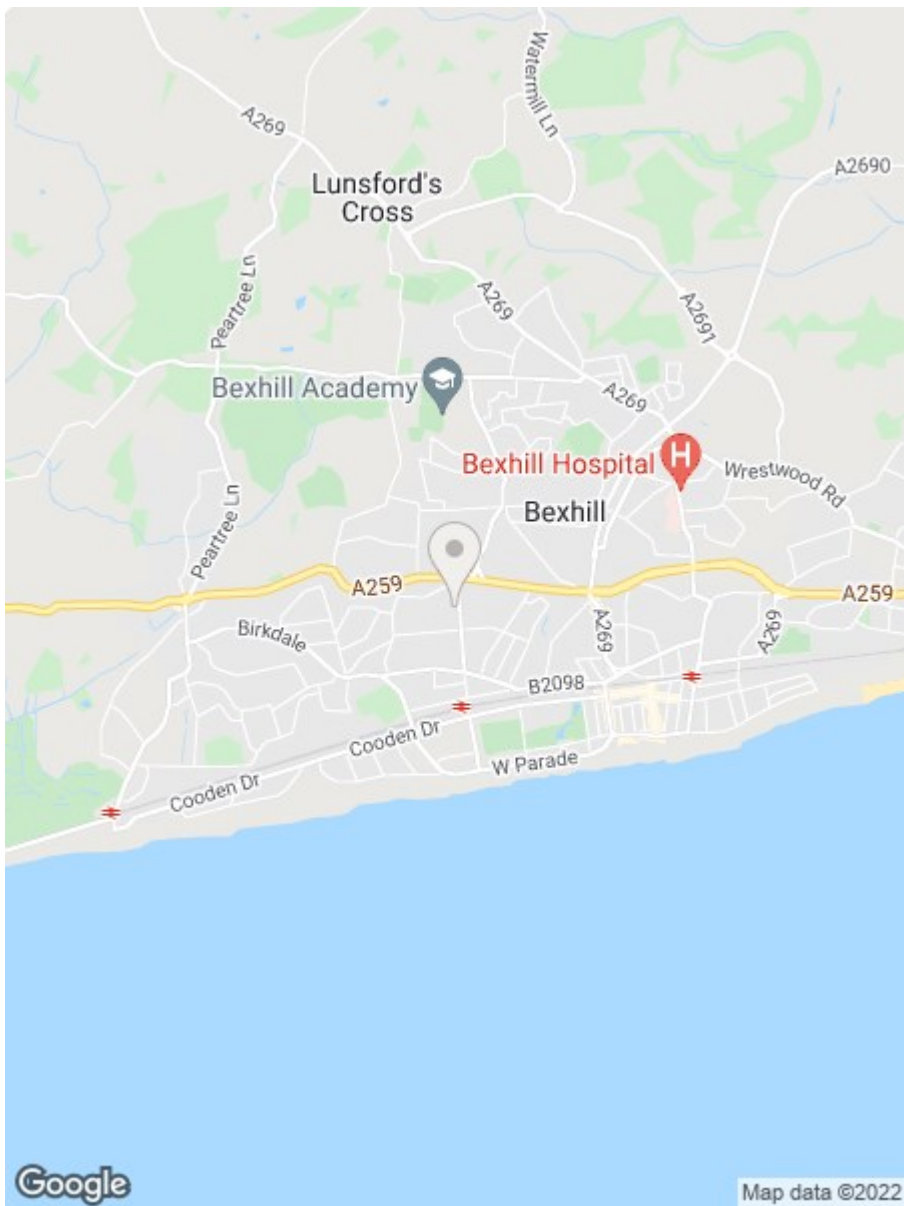 A269
Watermill Ln
A2690
Lunsford's
Cross
Peartree Ln
A269
A2691
Bexhill Academy
A269
H
Bexhill Hospital
Wrestwood Rd
Bexhill
Peartree Ln
A259
A259
Birkdale
A269
A269
B2098
Cooden Dr
W Parade
Cooden Dr
Google
Map data ©2022